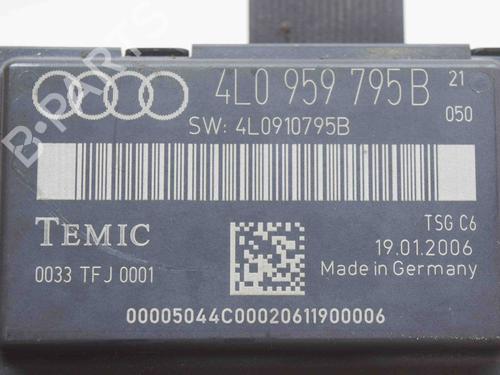 4L0 959 795B 21
050
SW: 4L0910795B
TEMIC
TSG C6
19.01.2006
0033 TFJ 0001
Made in Germany
00005044C00020611900006
B-PARTS